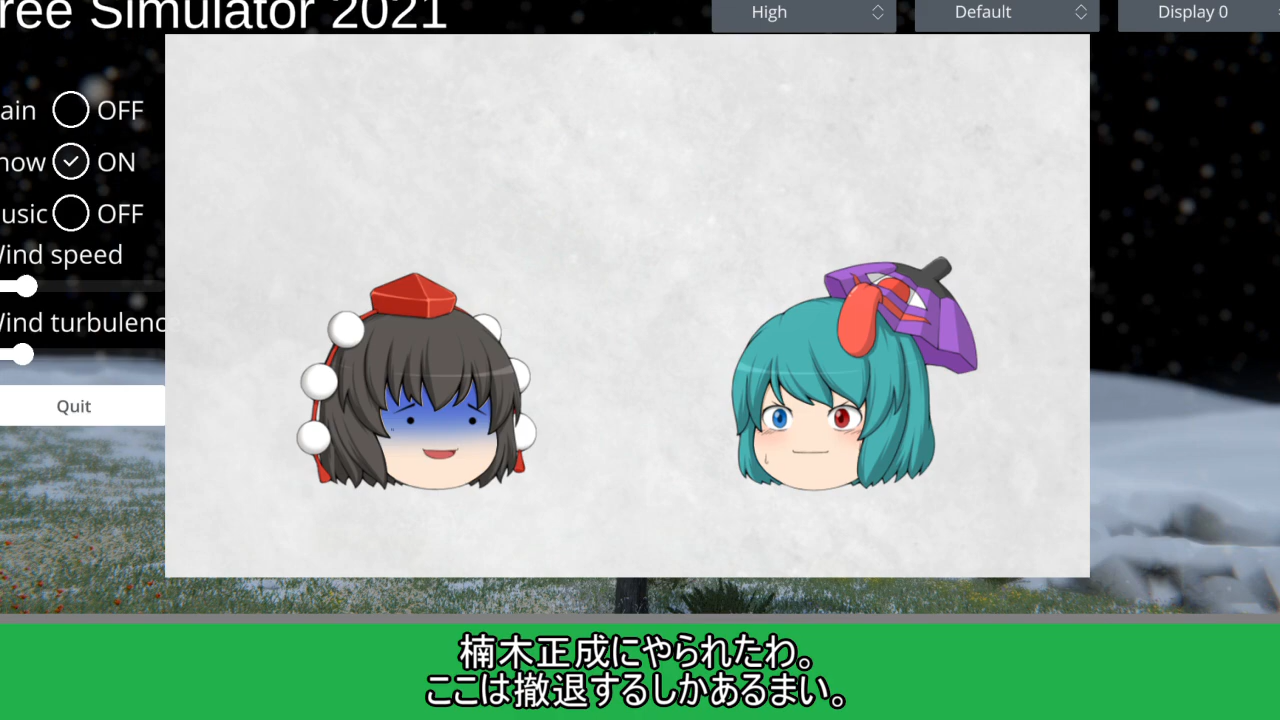 ree Simulator 2021
High
Default
Display 0
ain OFF
now ON
usic OFF
Wind speed
Wind turbulenc
Quit
楠木正成にやられたわ。
ここは撤退するしかあるまい。